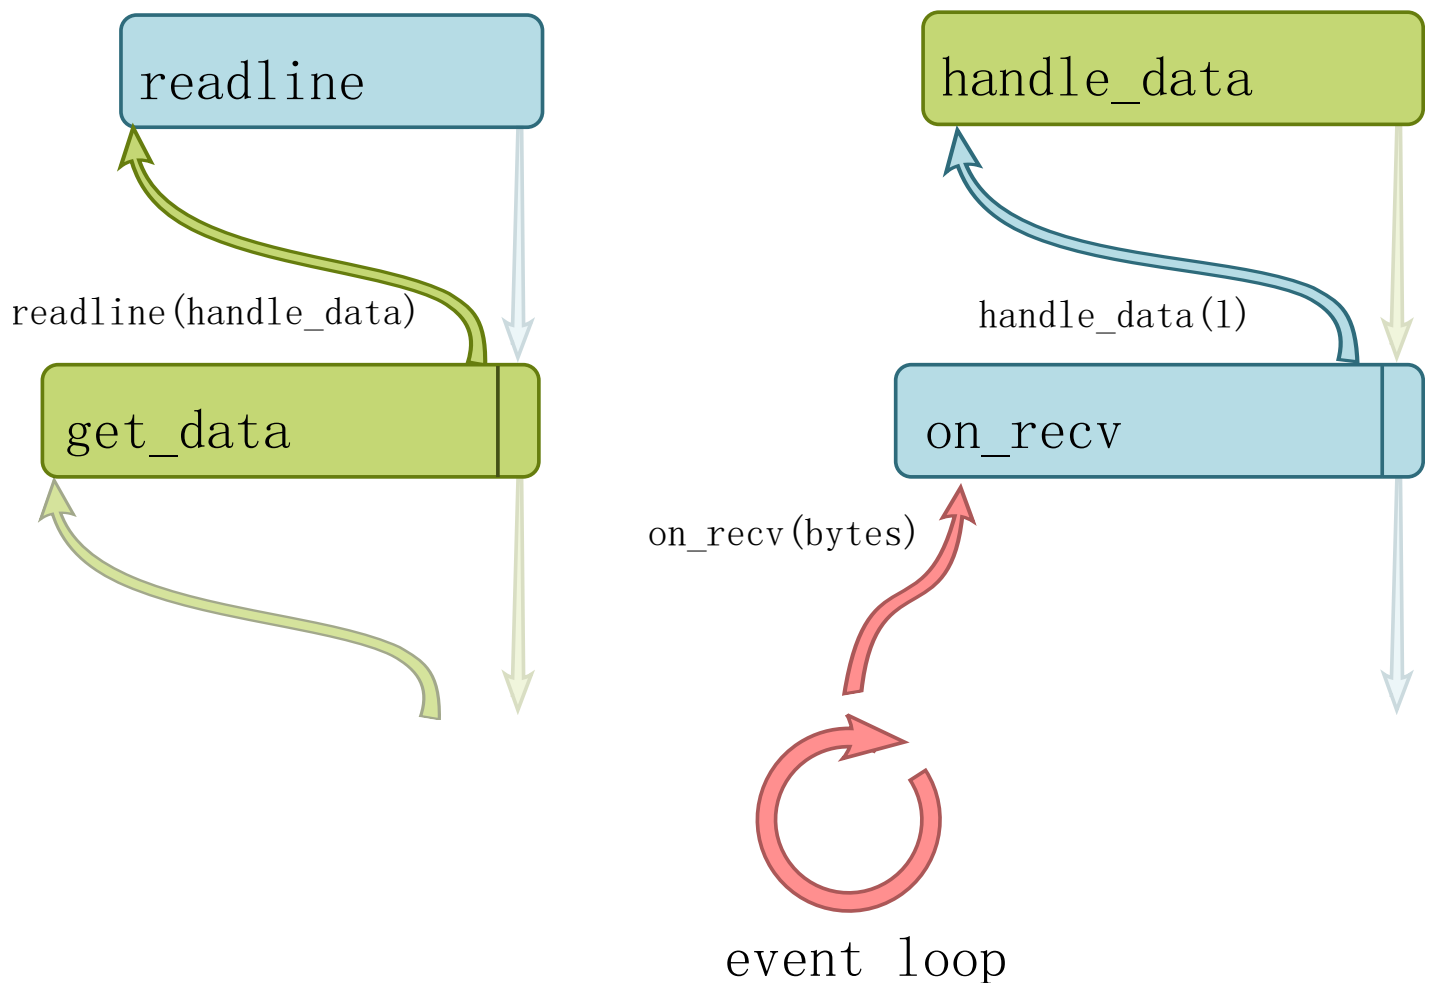 readline
handle_data
readline(handle_data)
handle_data(l)
get_data
on_recv
on_recv(bytes)
event loop